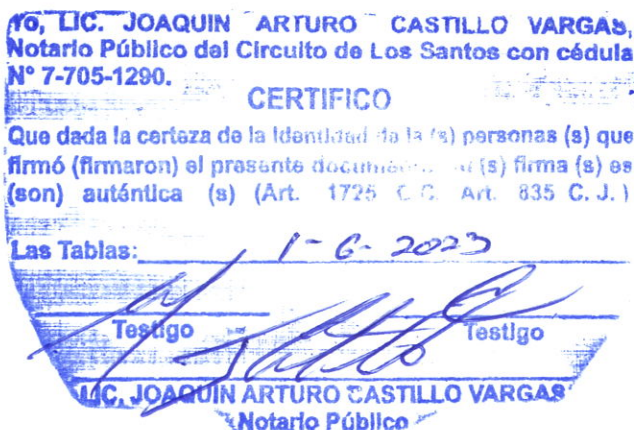 Yo, LIC. JOAQUIN ARTURO CASTILLO VARGAS,
Notario Público del Circuito de Los Santos con cédula
N° 7-705-1290.
CERTIFICO
Que dada la certeza de la identidad de la (s) personas (s) que
firmó (firmaron) el presente documento (s) firma (s) es
(son) auténtica (s) (Art. 1725 C.C. Art. 835 C.J.)
Las Tablas: 1-6-2023
Testigo Testigo
LIC. JOAQUIN ARTURO CASTILLO VARGAS
Notario Público